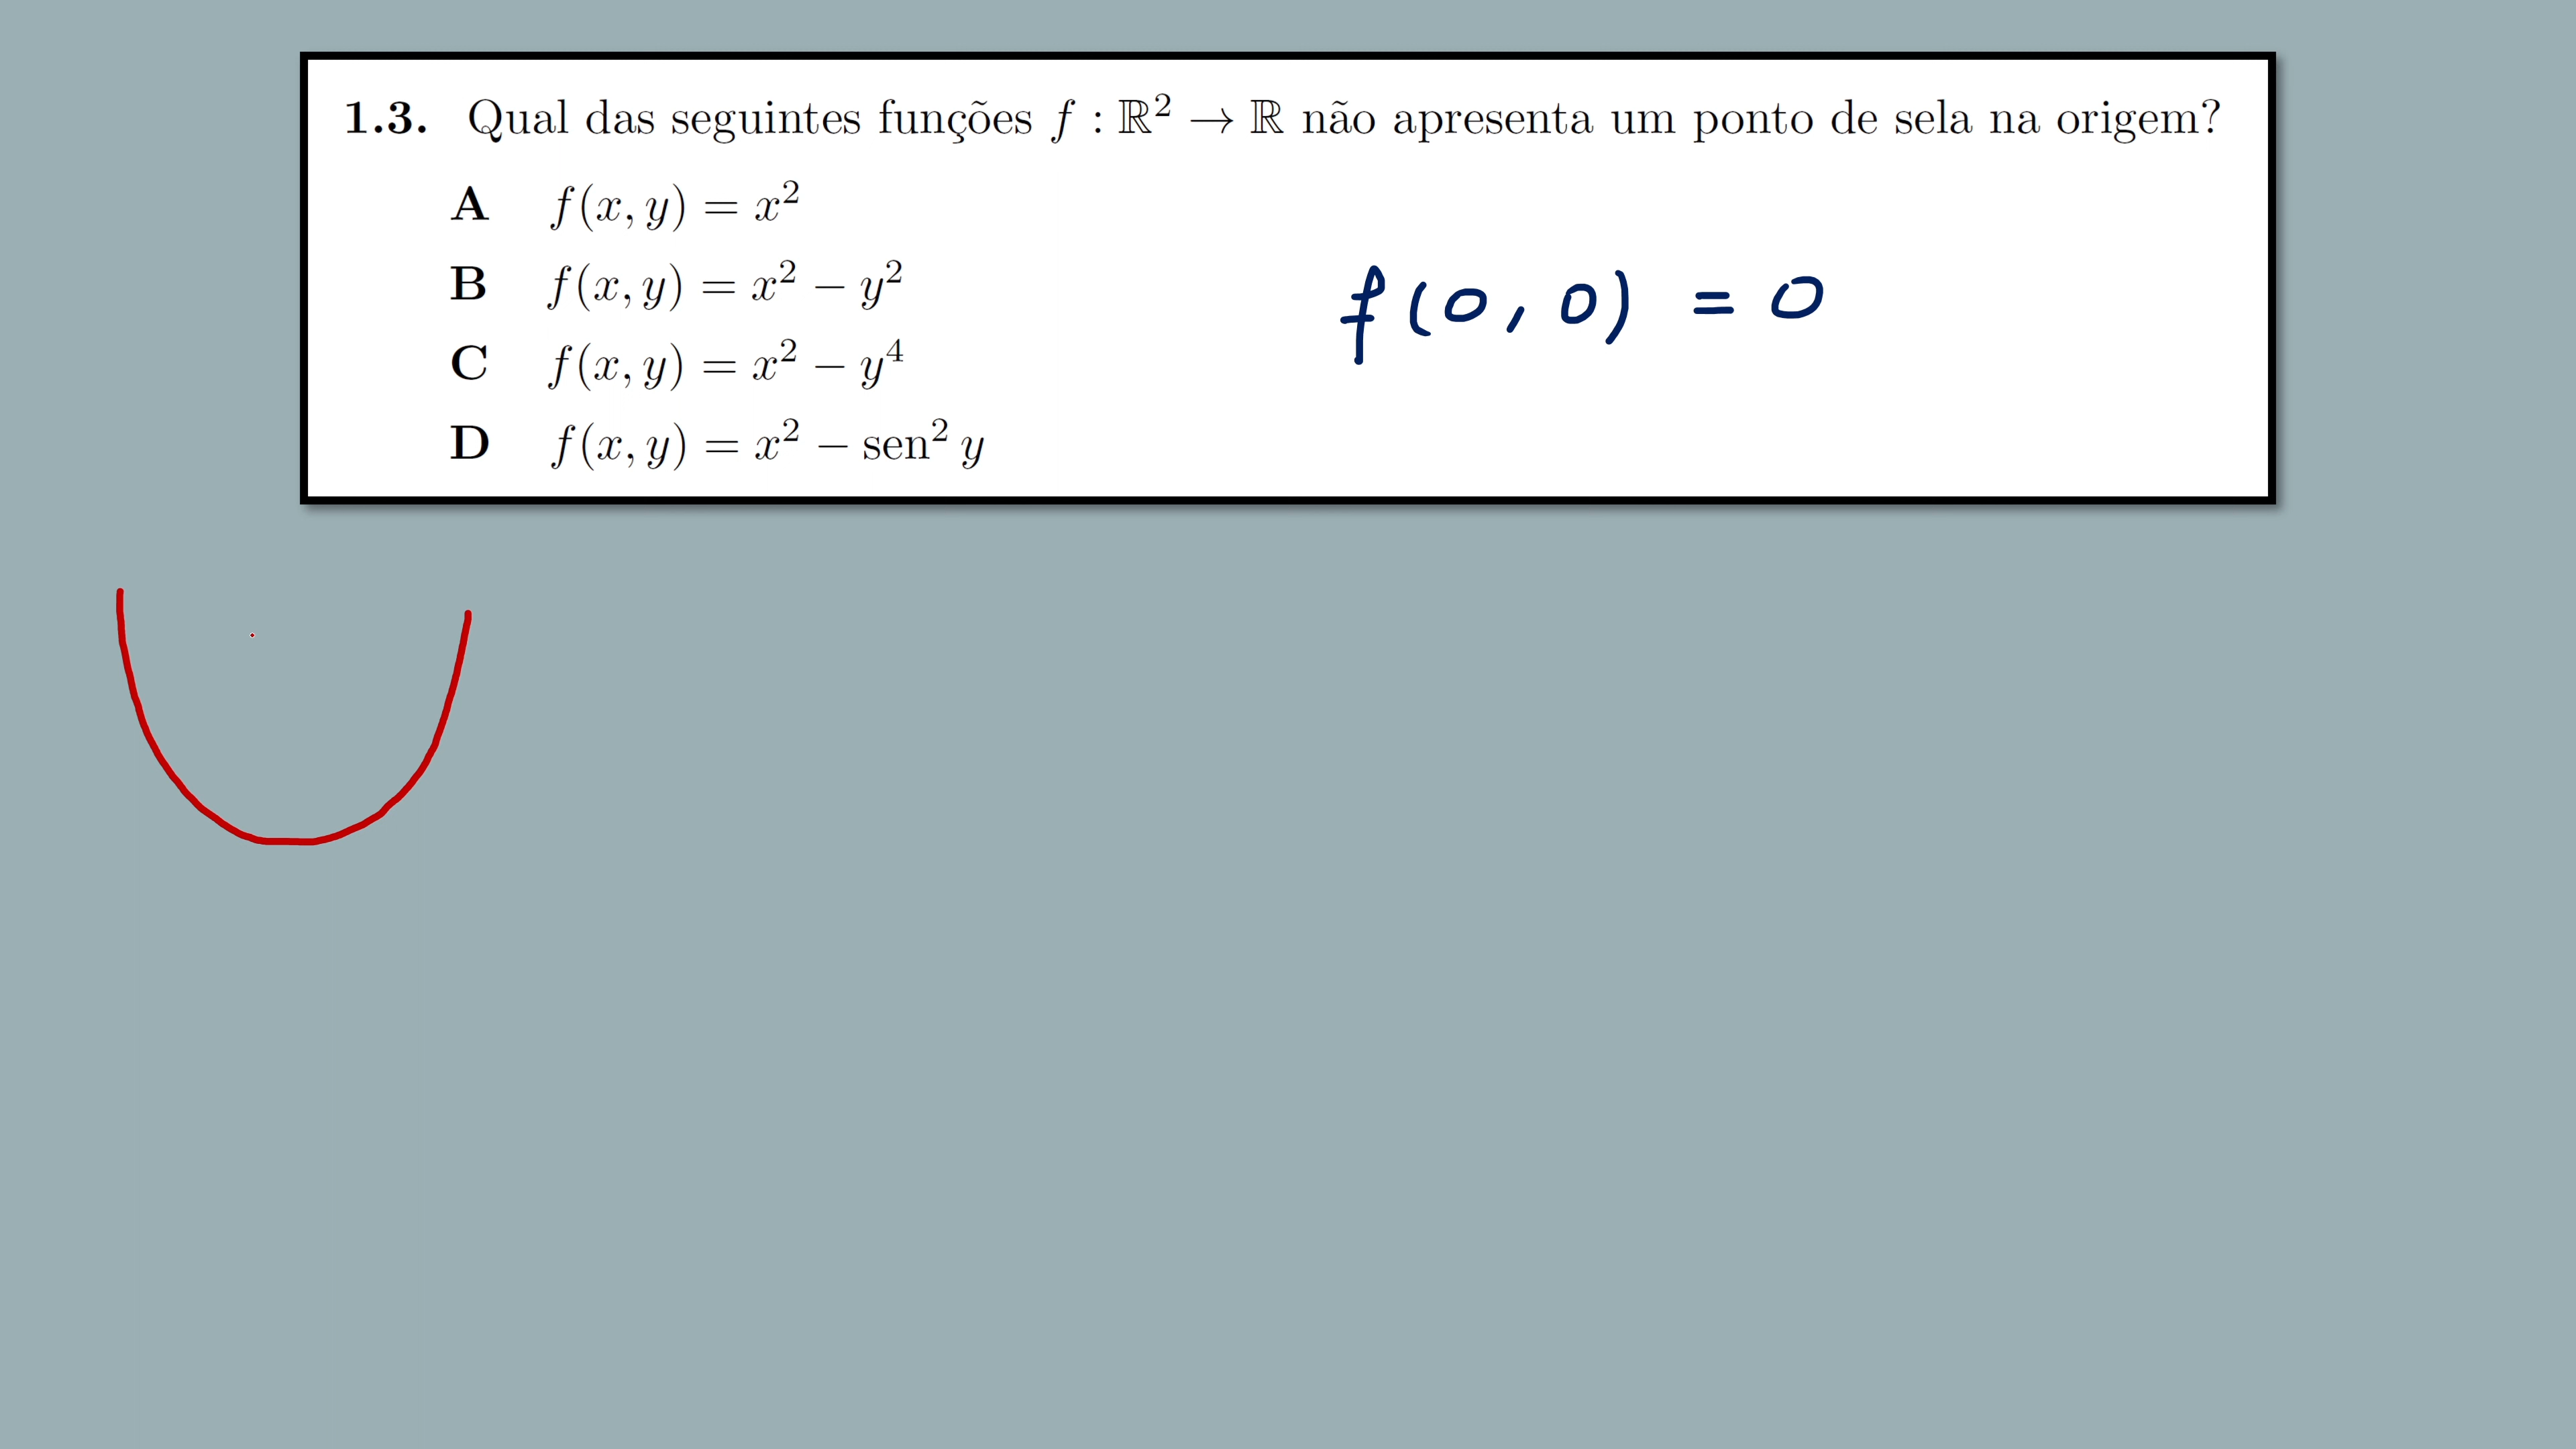 1.3. Qual das seguintes funções f : ℝ² → ℝ não apresenta um ponto de sela na origem?
A f(x, y) = x²
B f(x, y) = x² − y²
f(0, 0) = 0
C f(x, y) = x² − y⁴
D f(x, y) = x² − sen² y